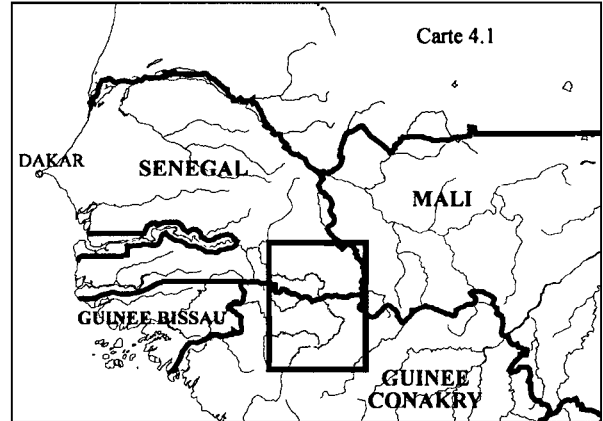 Carte 4.1
DAKAR
SENEGAL
MALI
GUINEE BISSAU
GUINEE
CONAKRY